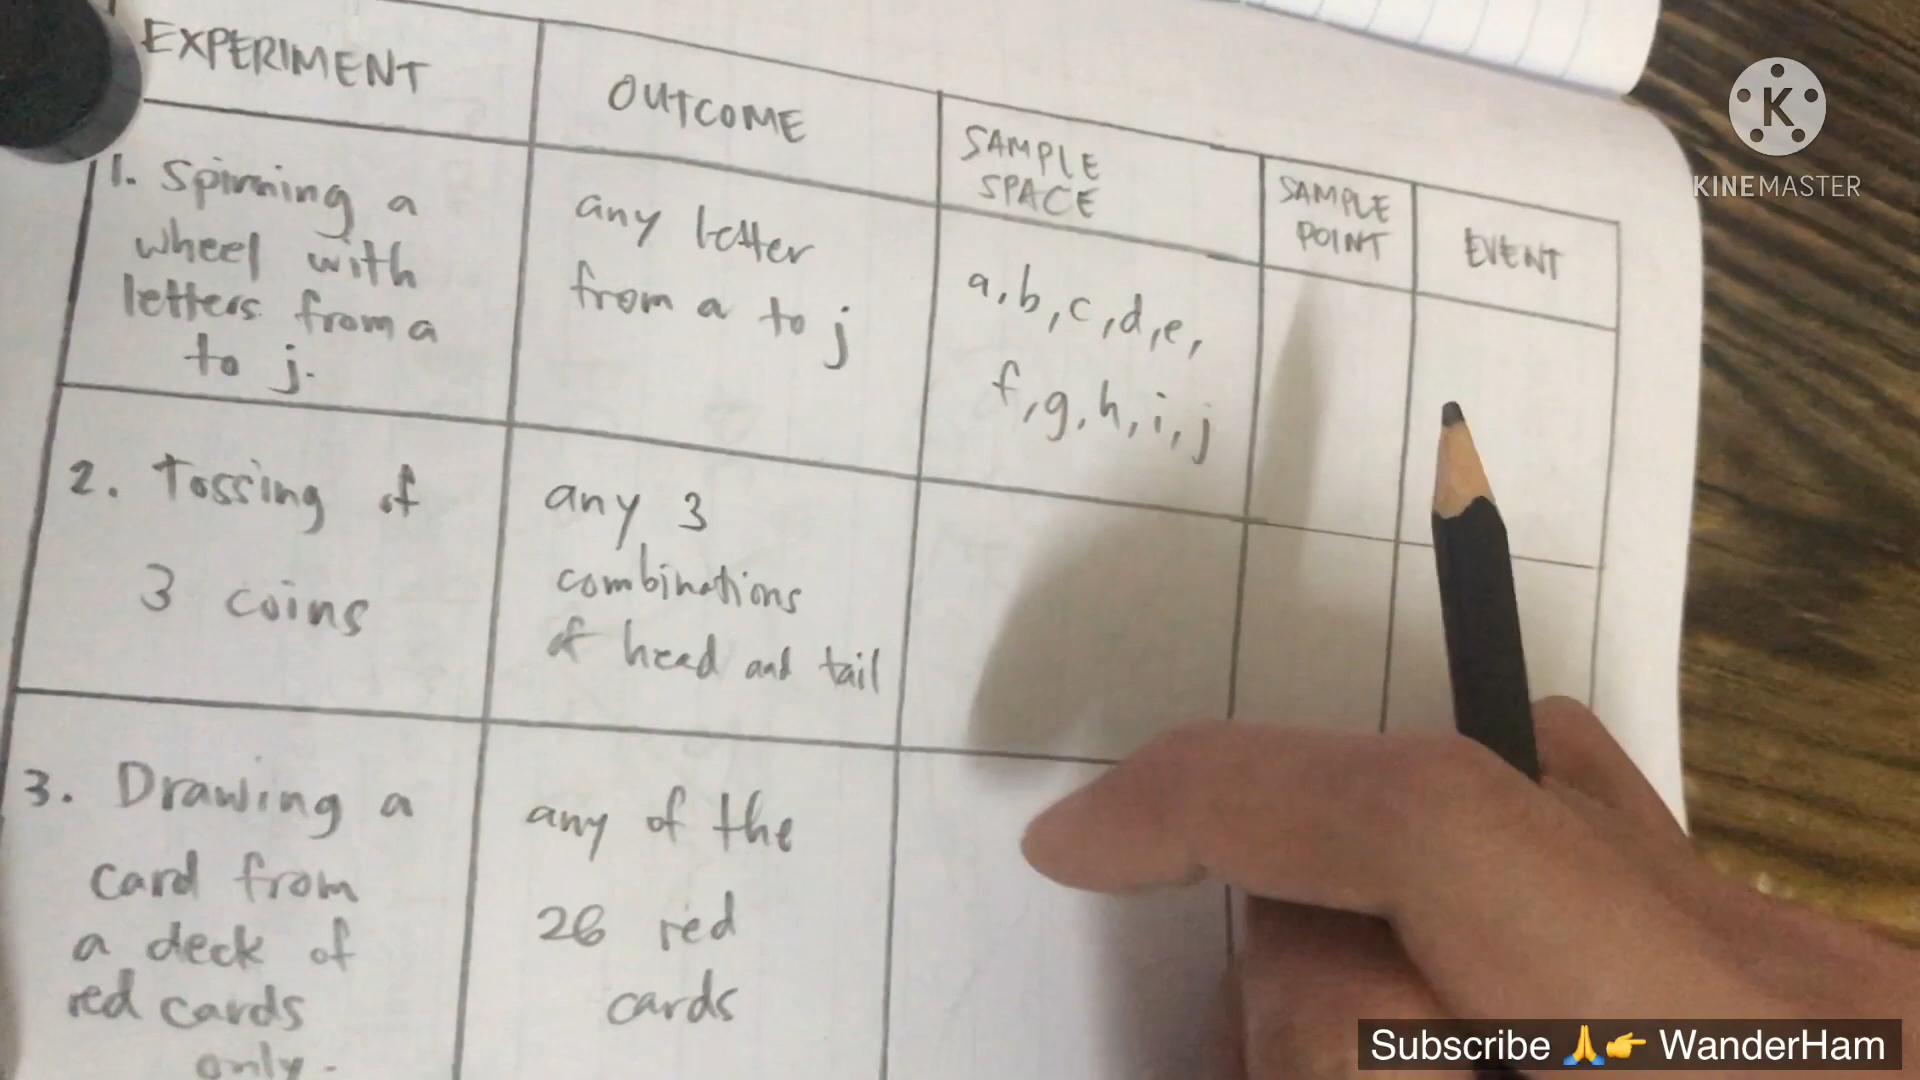 EXPERIMENT
OUTCOME
SAMPLE
SPACE
SAMPLE
POINT
EVENT
1. Spinning a
wheel with
letters from a
to j.
any letter
from a to j
a, b, c, d, e,
f, g, h, i, j
2. Tossing of
3 coins
any 3
combinations
of head and tail
3. Drawing a
card from
a deck of
red cards
only.
any of the
26 red
cards
K
KINEMASTER
Subscribe 🙏👉 WanderHam